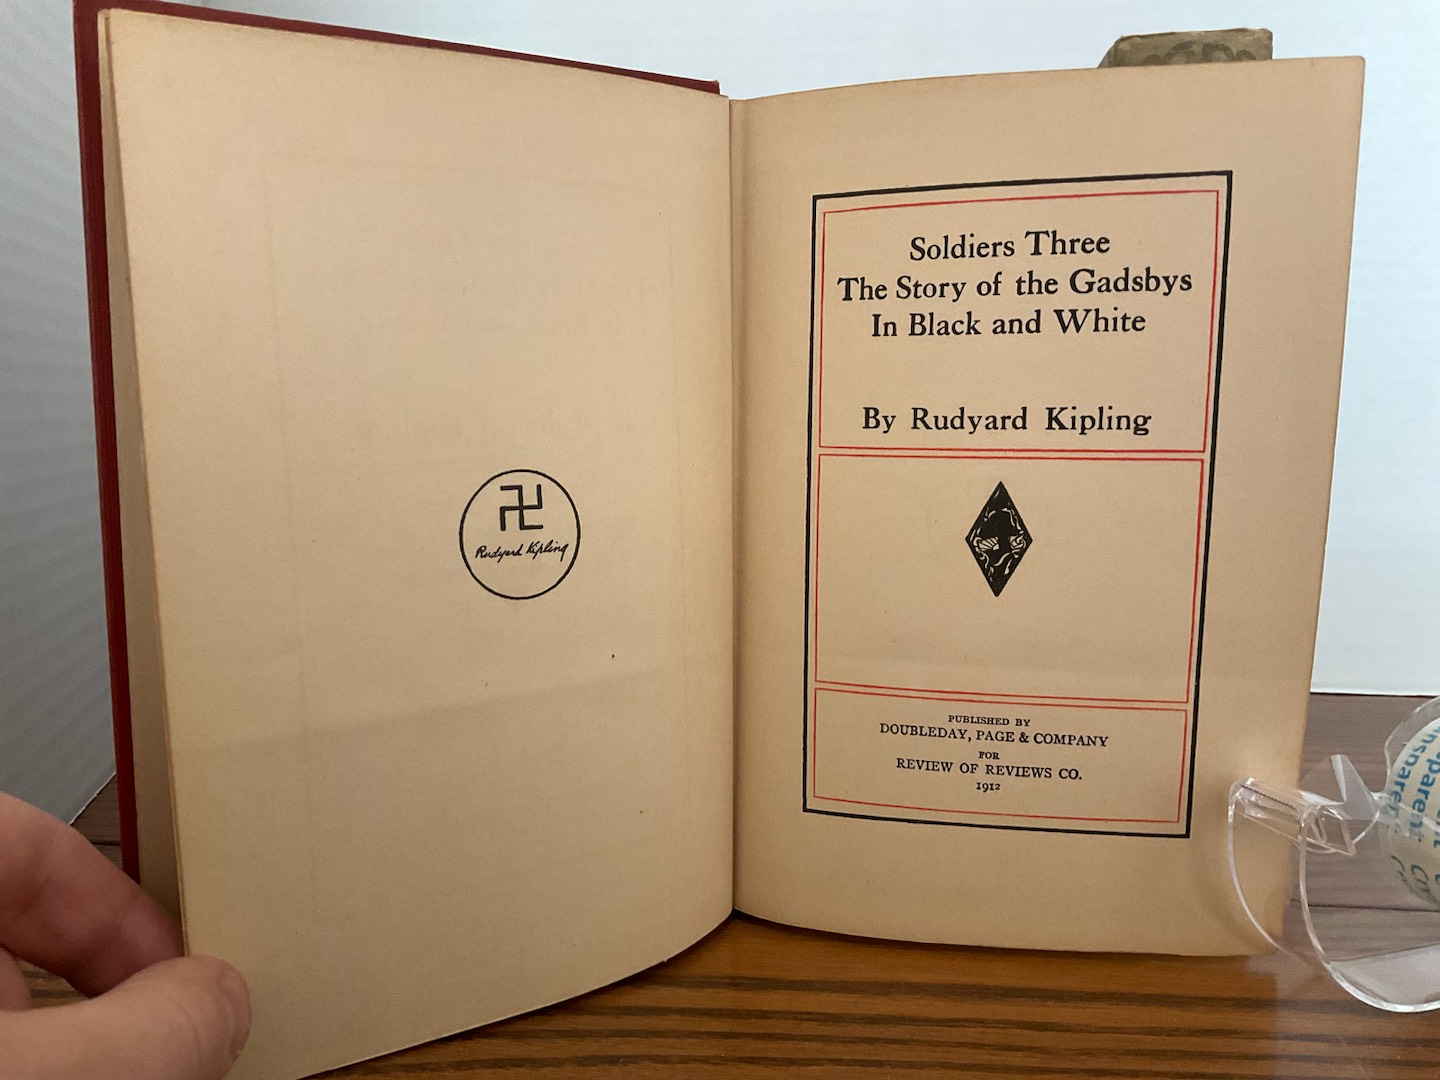 Rudyard Kipling
Soldiers Three
The Story of the Gadsbys
In Black and White
By Rudyard Kipling
PUBLISHED BY
DOUBLEDAY, PAGE & COMPANY
FOR
REVIEW OF REVIEWS CO.
1912